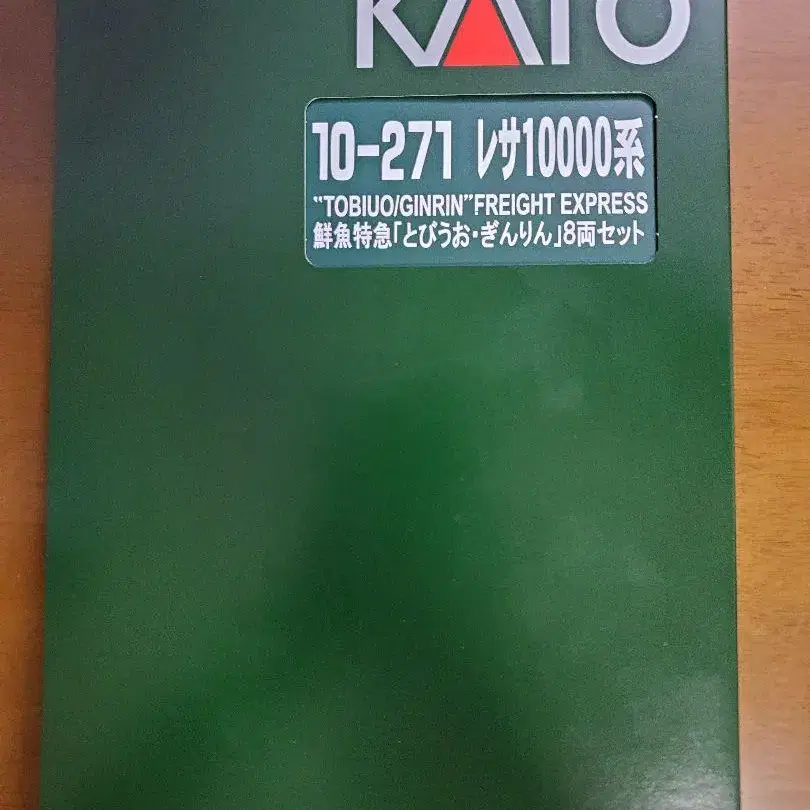 KATO
10-271 レサ10000系
"TOBIUO/GINRIN"FREIGHT EXPRESS
鮮魚特急「とびうお・ぎんりん」8両セット